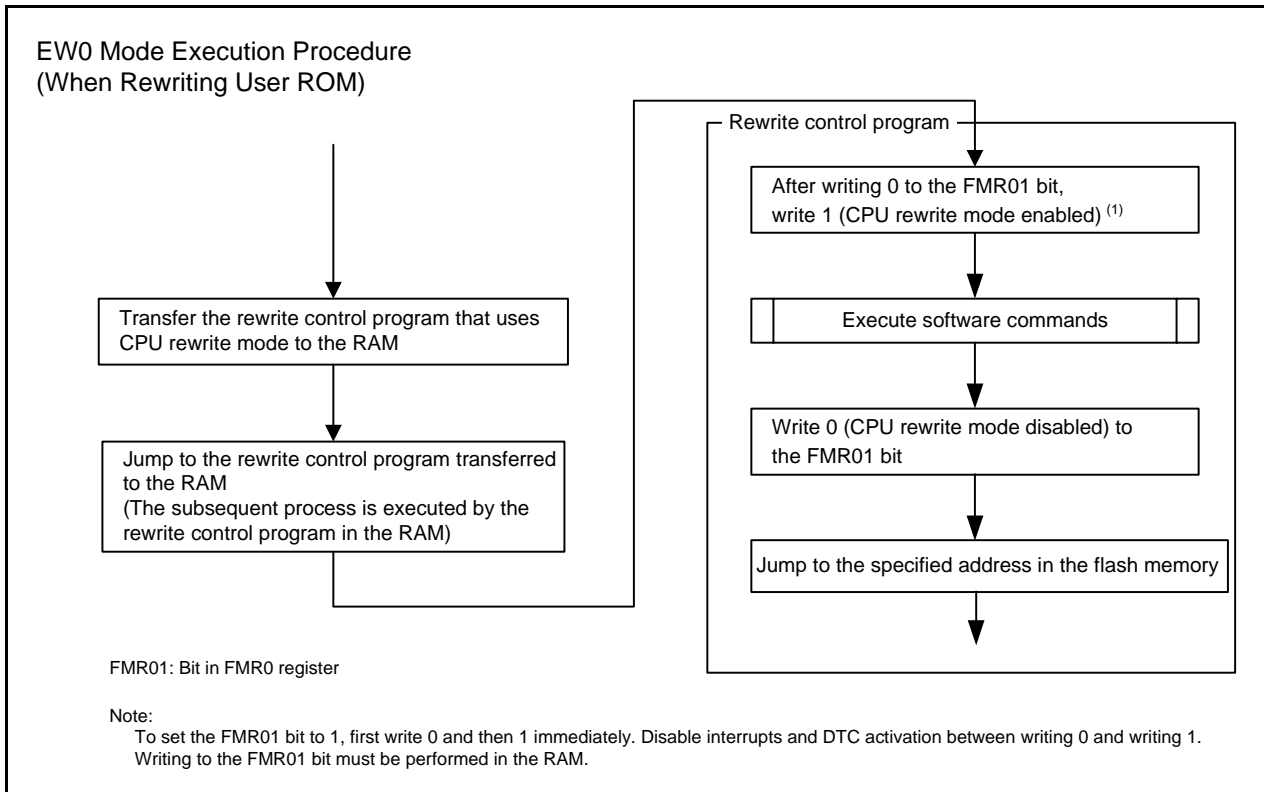 EW0 Mode Execution Procedure
(When Rewriting User ROM)
Transfer the rewrite control program that uses
CPU rewrite mode to the RAM
Jump to the rewrite control program transferred
to the RAM
(The subsequent process is executed by the
rewrite control program in the RAM)
Rewrite control program
After writing 0 to the FMR01 bit,
write 1 (CPU rewrite mode enabled) (1)
Execute software commands
Write 0 (CPU rewrite mode disabled) to
the FMR01 bit
Jump to the specified address in the flash memory
FMR01: Bit in FMR0 register
Note:
To set the FMR01 bit to 1, first write 0 and then 1 immediately. Disable interrupts and DTC activation between writing 0 and writing 1.
Writing to the FMR01 bit must be performed in the RAM.